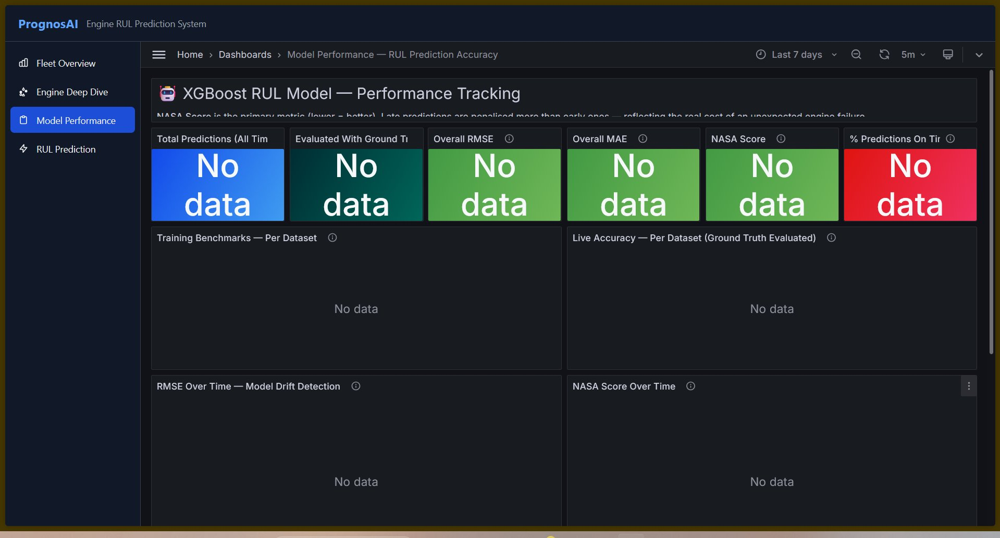 PrognosAI Engine RUL Prediction System
Fleet Overview
Engine Deep Dive
Model Performance
RUL Prediction
Home › Dashboards › Model Performance — RUL Prediction Accuracy
Last 7 days
5m
XGBoost RUL Model — Performance Tracking
NASA Score is the primary metric (lower = better). Late predictions are penalised more than early ones — reflecting the real cost of an unexpected engine failure
Total Predictions (All Tim
No
data
Evaluated With Ground Tr
No
data
Overall RMSE
No
data
Overall MAE
No
data
NASA Score
No
data
% Predictions On Tir
No
data
Training Benchmarks — Per Dataset
No data
Live Accuracy — Per Dataset (Ground Truth Evaluated)
No data
RMSE Over Time — Model Drift Detection
No data
NASA Score Over Time
No data